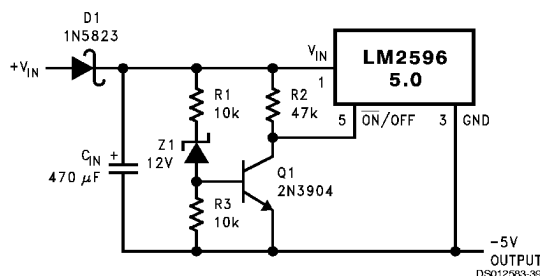 D1
1N5823
+VIN
VIN
1
LM2596
5.0
5
ON/OFF
3
GND
R1
10k
R2
47k
Z1
12V
CIN
470 µF
+
Q1
2N3904
R3
10k
-5V
OUTPUT
DS012583-39